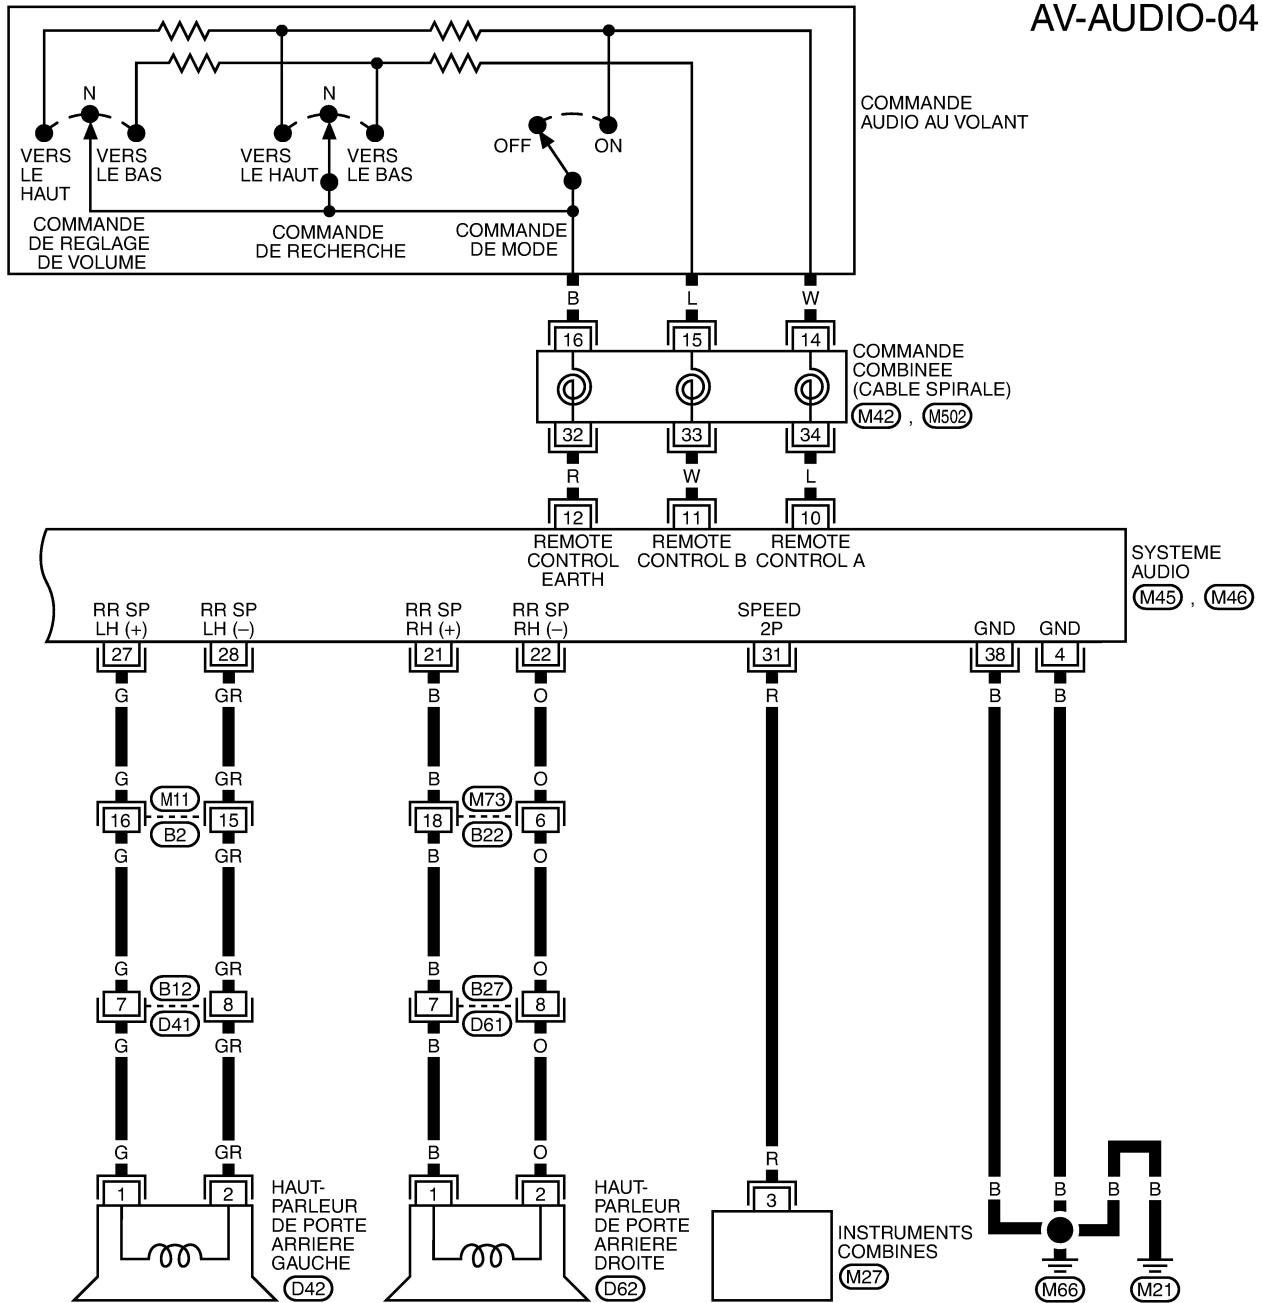 AV-AUDIO-04
N
N
VERS
LE
HAUT
VERS
LE BAS
VERS
LE HAUT
VERS
LE BAS
OFF
ON
COMMANDE
AUDIO AU VOLANT
COMMANDE
DE REGLAGE
DE VOLUME
COMMANDE
DE RECHERCHE
COMMANDE
DE MODE
B L W
16 15 14
COMMANDE
COMBINEE
(CABLE SPIRALE)
M42 , M502
32 33 34
R W L
12 11 10
REMOTE
CONTROL
EARTH
REMOTE
CONTROL B
REMOTE
CONTROL A
SYSTEME
AUDIO
M45 , M46
RR SP
LH (+)
RR SP
LH (–)
RR SP
RH (+)
RR SP
RH (–)
SPEED
2P
GND
GND
27 28 21 22 31 38 4
G GR B O R B B
G GR B O
M11 M73
16 15 18 6
B2 B22
G GR B O
G GR B O
B12 B27
7 8 7 8
D41 D61
G GR B O
G GR B O R
1 2 1 2 3
B B B B
HAUT-
PARLEUR
DE PORTE
ARRIERE
GAUCHE
D42
HAUT-
PARLEUR
DE PORTE
ARRIERE
DROITE
D62
INSTRUMENTS
COMBINES
M27
M66 M21